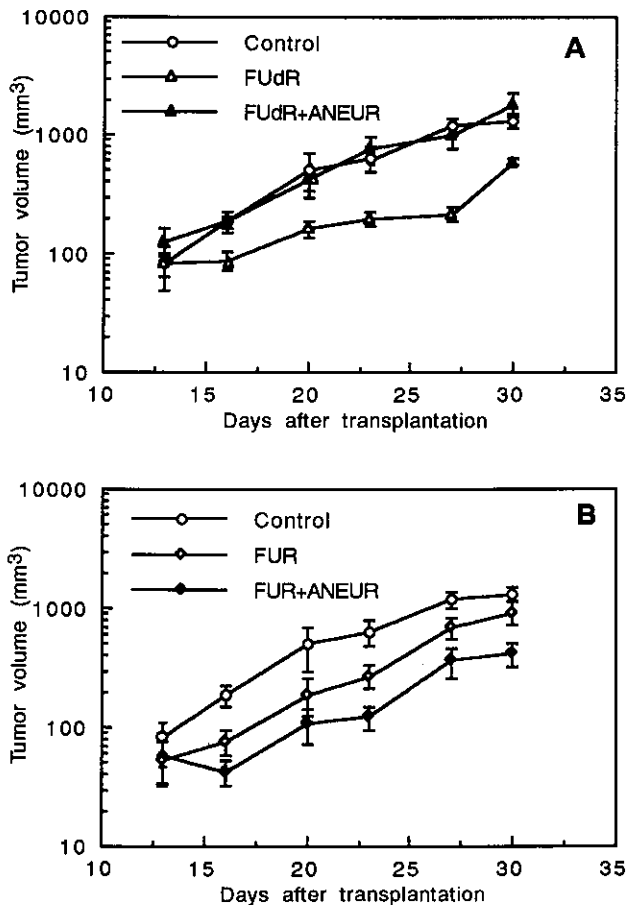 A
Control
FUdR
FUdR+ANEUR
10000
1000
100
10
Tumor volume (mm³)
10 15 20 25 30 35
Days after transplantation
B
Control
FUR
FUR+ANEUR
10000
1000
100
10
Tumor volume (mm³)
10 15 20 25 30 35
Days after transplantation